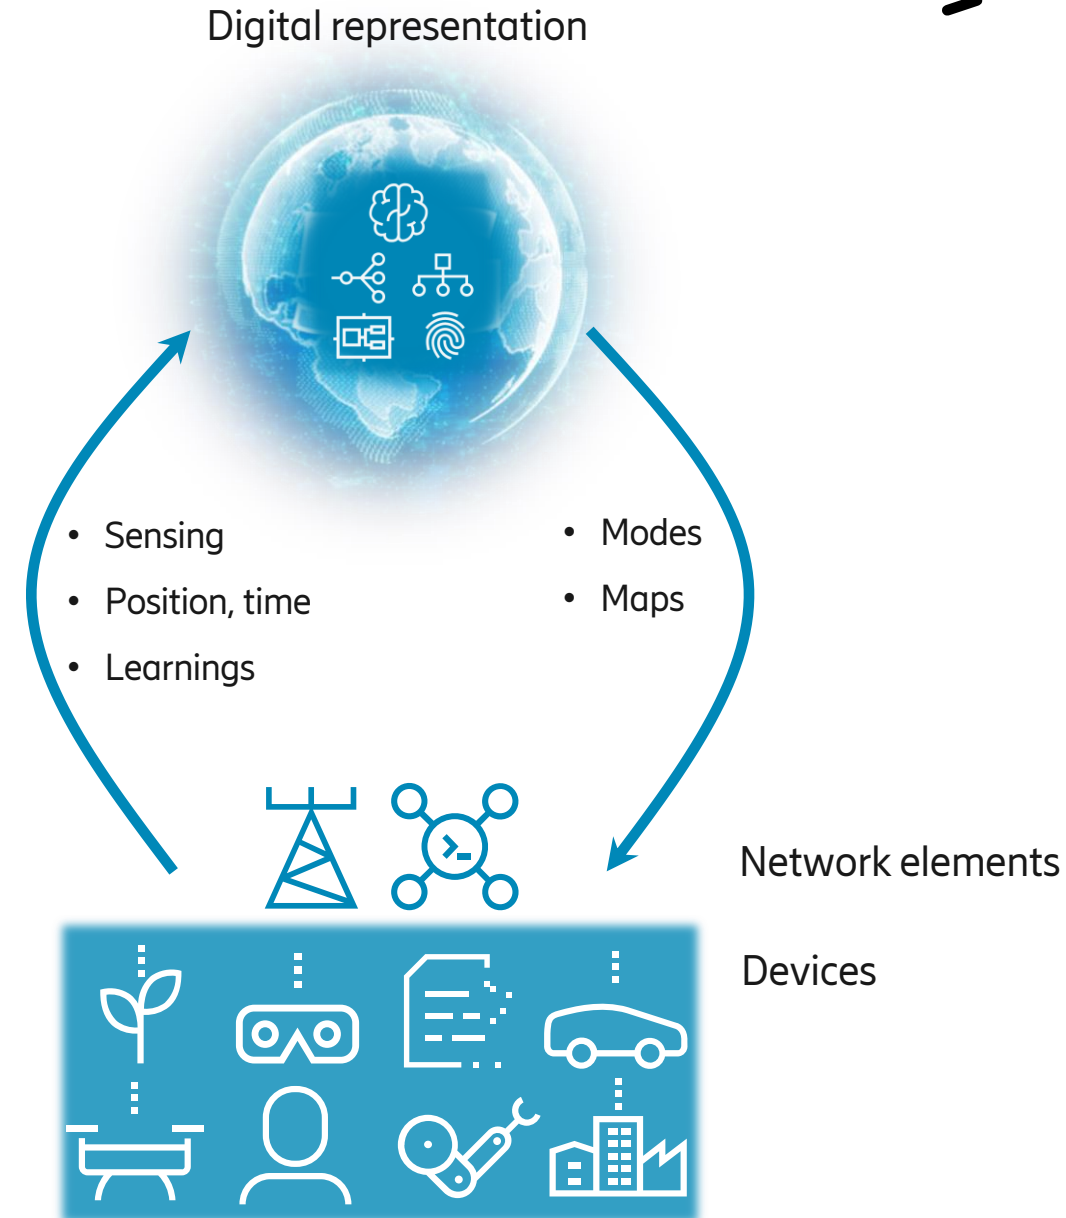 Digital representation
• Sensing
• Position, time
• Learnings
• Modes
• Maps
Network elements
Devices